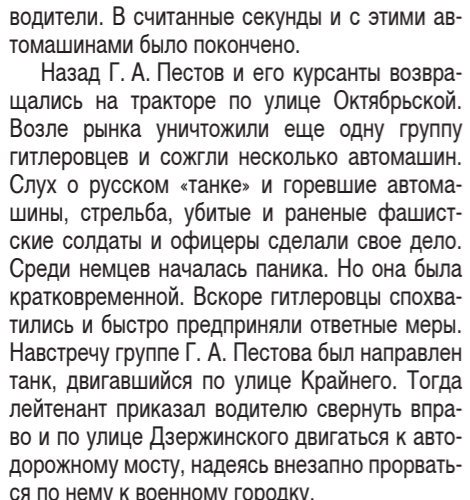 водители. В считанные секунды и с этими ав-
томашинами было покончено.
Назад Г. А. Пестов и его курсанты возвра-
щались на тракторе по улице Октябрьской.
Возле рынка уничтожили еще одну группу
гитлеровцев и сожгли несколько автомашин.
Слух о русском «танке» и горевшие автома-
шины, стрельба, убитые и раненые фашист-
ские солдаты и офицеры сделали свое дело.
Среди немцев началась паника. Но она была
кратковременной. Вскоре гитлеровцы спохва-
тились и быстро предприняли ответные меры.
Навстречу группе Г. А. Пестова был направлен
танк, двигавшийся по улице Крайнего. Тогда
лейтенант приказал водителю свернуть впра-
во и по улице Дзержинского двигаться к авто-
дорожному мосту, надеясь внезапно прорвать-
ся по нему к военному городку.